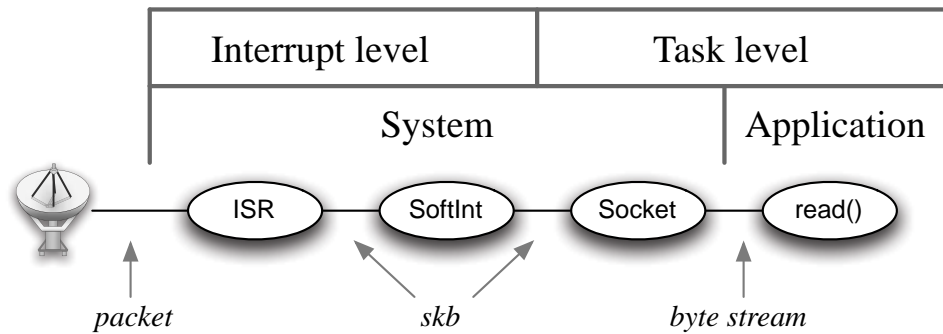 Interrupt level
Task level
System
Application
ISR
SoftInt
Socket
read()
packet
skb
byte stream